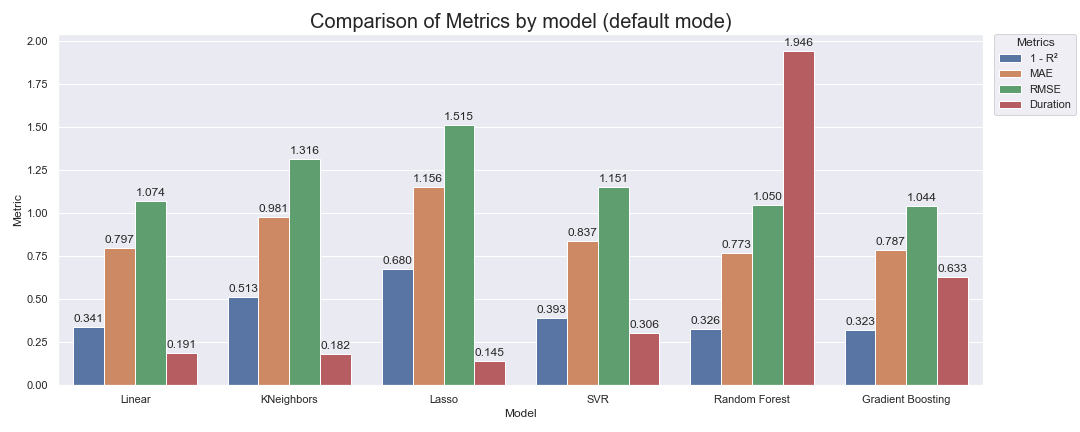 Comparison of Metrics by model (default mode)
Metrics
1 - R²
MAE
RMSE
Duration
Metric
2.00
1.75
1.50
1.25
1.00
0.75
0.50
0.25
0.00
0.341
0.797
1.074
0.191
0.513
0.981
1.316
0.182
0.680
1.156
1.515
0.145
0.393
0.837
1.151
0.306
0.326
0.773
1.050
1.946
0.323
0.787
1.044
0.633
Linear
KNeighbors
Lasso
SVR
Random Forest
Gradient Boosting
Model